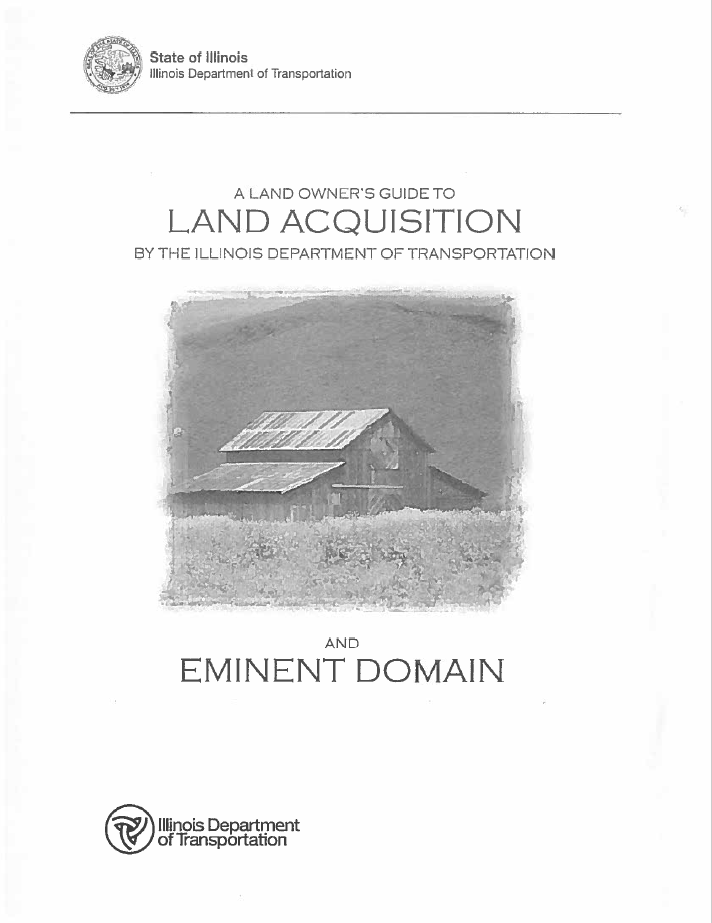 State of Illinois
Illinois Department of Transportation
A LAND OWNER'S GUIDE TO
LAND ACQUISITION
BY THE ILLINOIS DEPARTMENT OF TRANSPORTATION
AND
EMINENT DOMAIN
Illinois Department
of Transportation